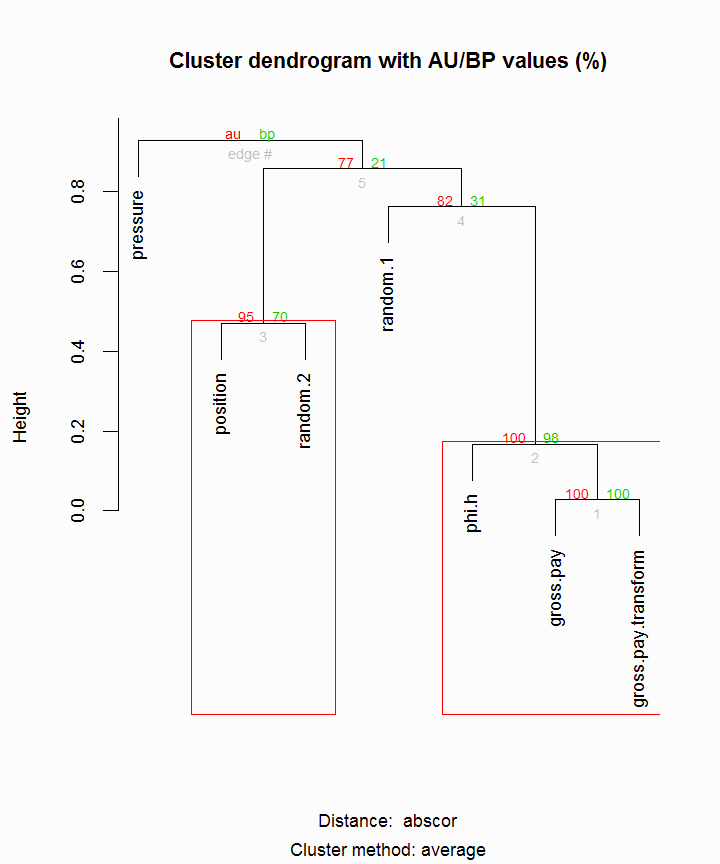 Cluster dendrogram with AU/BP values (%)
au bp
edge #
77 21
5
82 31
4
95 70
3
100 98
2
100 100
1
pressure
position
random.2
random.1
phi.h
gross.pay
gross.pay.transform
Height
0.8
0.6
0.4
0.2
0.0
Distance: abscor
Cluster method: average